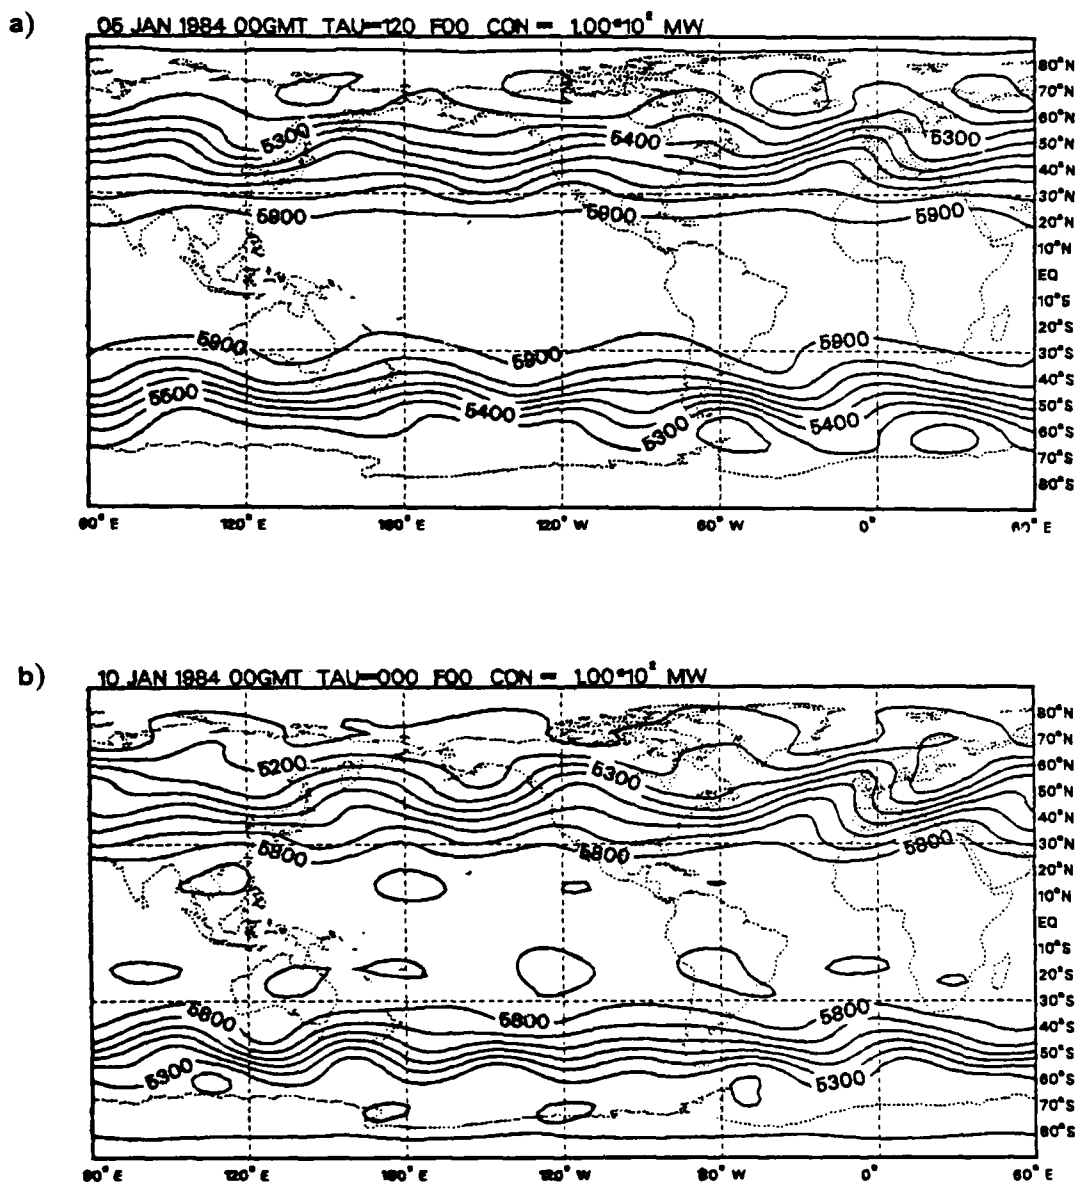 a)
05 JAN 1984 00GMT TAU=120 F00 CON = 1.00*10² MW
80°N
70°N
60°N
50°N
40°N
30°N
20°N
10°N
EQ
10°S
20°S
30°S
40°S
50°S
60°S
70°S
80°S
5300
5400
5300
5900
5900
5900
5900
5900
5900
5500
5400
5300
5400
60°E
120°E
180°E
120°W
60°W
0°
60°E
b)
10 JAN 1984 00GMT TAU=000 F00 CON = 1.00*10² MW
80°N
70°N
60°N
50°N
40°N
30°N
20°N
10°N
EQ
10°S
20°S
30°S
40°S
50°S
60°S
70°S
80°S
5200
5300
5800
5800
5800
5800
5800
5800
5300
5300
60°E
120°E
180°E
120°W
60°W
0°
60°E